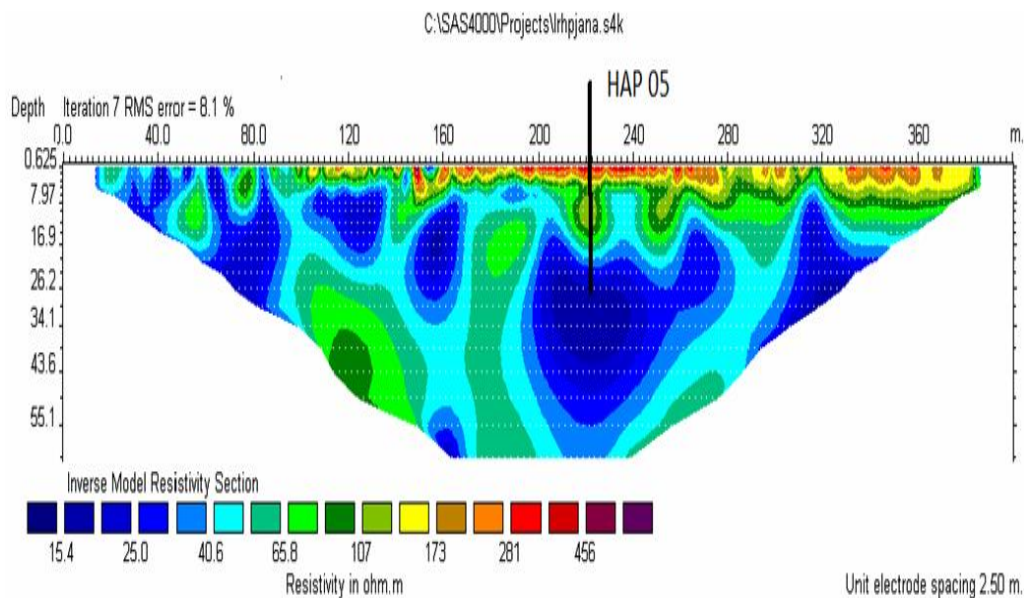 C:\SAS4000\Projects\lrhpjana.s4k
HAP 05
Depth Iteration 7 RMS error = 8.1 %
0.0 40.0 80.0 120 160 200 240 280 320 360 m.
0.625
7.97
16.9
26.2
34.1
43.6
55.1
Inverse Model Resistivity Section
15.4 25.0 40.6 65.8 107 173 281 456
Resistivity in ohm.m
Unit electrode spacing 2.50 m.